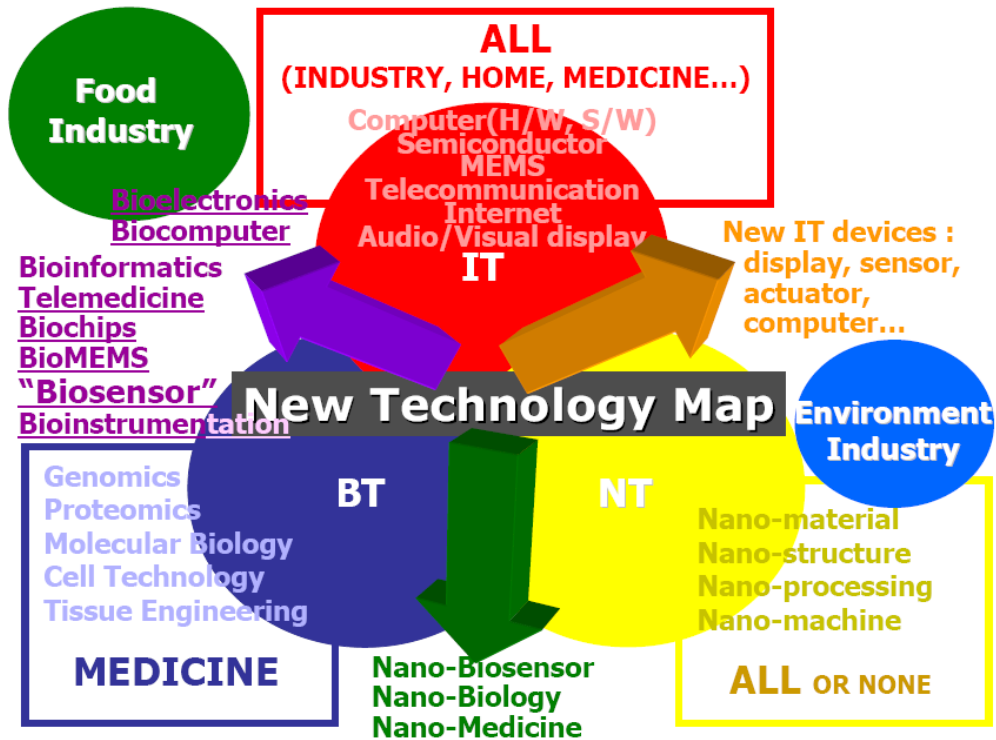 Food
Industry
ALL
(INDUSTRY, HOME, MEDICINE...)
Computer(H/W, S/W)
Semiconductor
MEMS
Telecommunication
Internet
Audio/Visual display
IT
Bioelectronics
Biocomputer
Bioinformatics
Telemedicine
Biochips
BioMEMS
“Biosensor”
Bioinstrumentation
New IT devices :
display, sensor,
actuator,
computer...
New Technology Map
Environment
Industry
BT
NT
Genomics
Proteomics
Molecular Biology
Cell Technology
Tissue Engineering
MEDICINE
Nano-Biosensor
Nano-Biology
Nano-Medicine
Nano-material
Nano-structure
Nano-processing
Nano-machine
ALL OR NONE